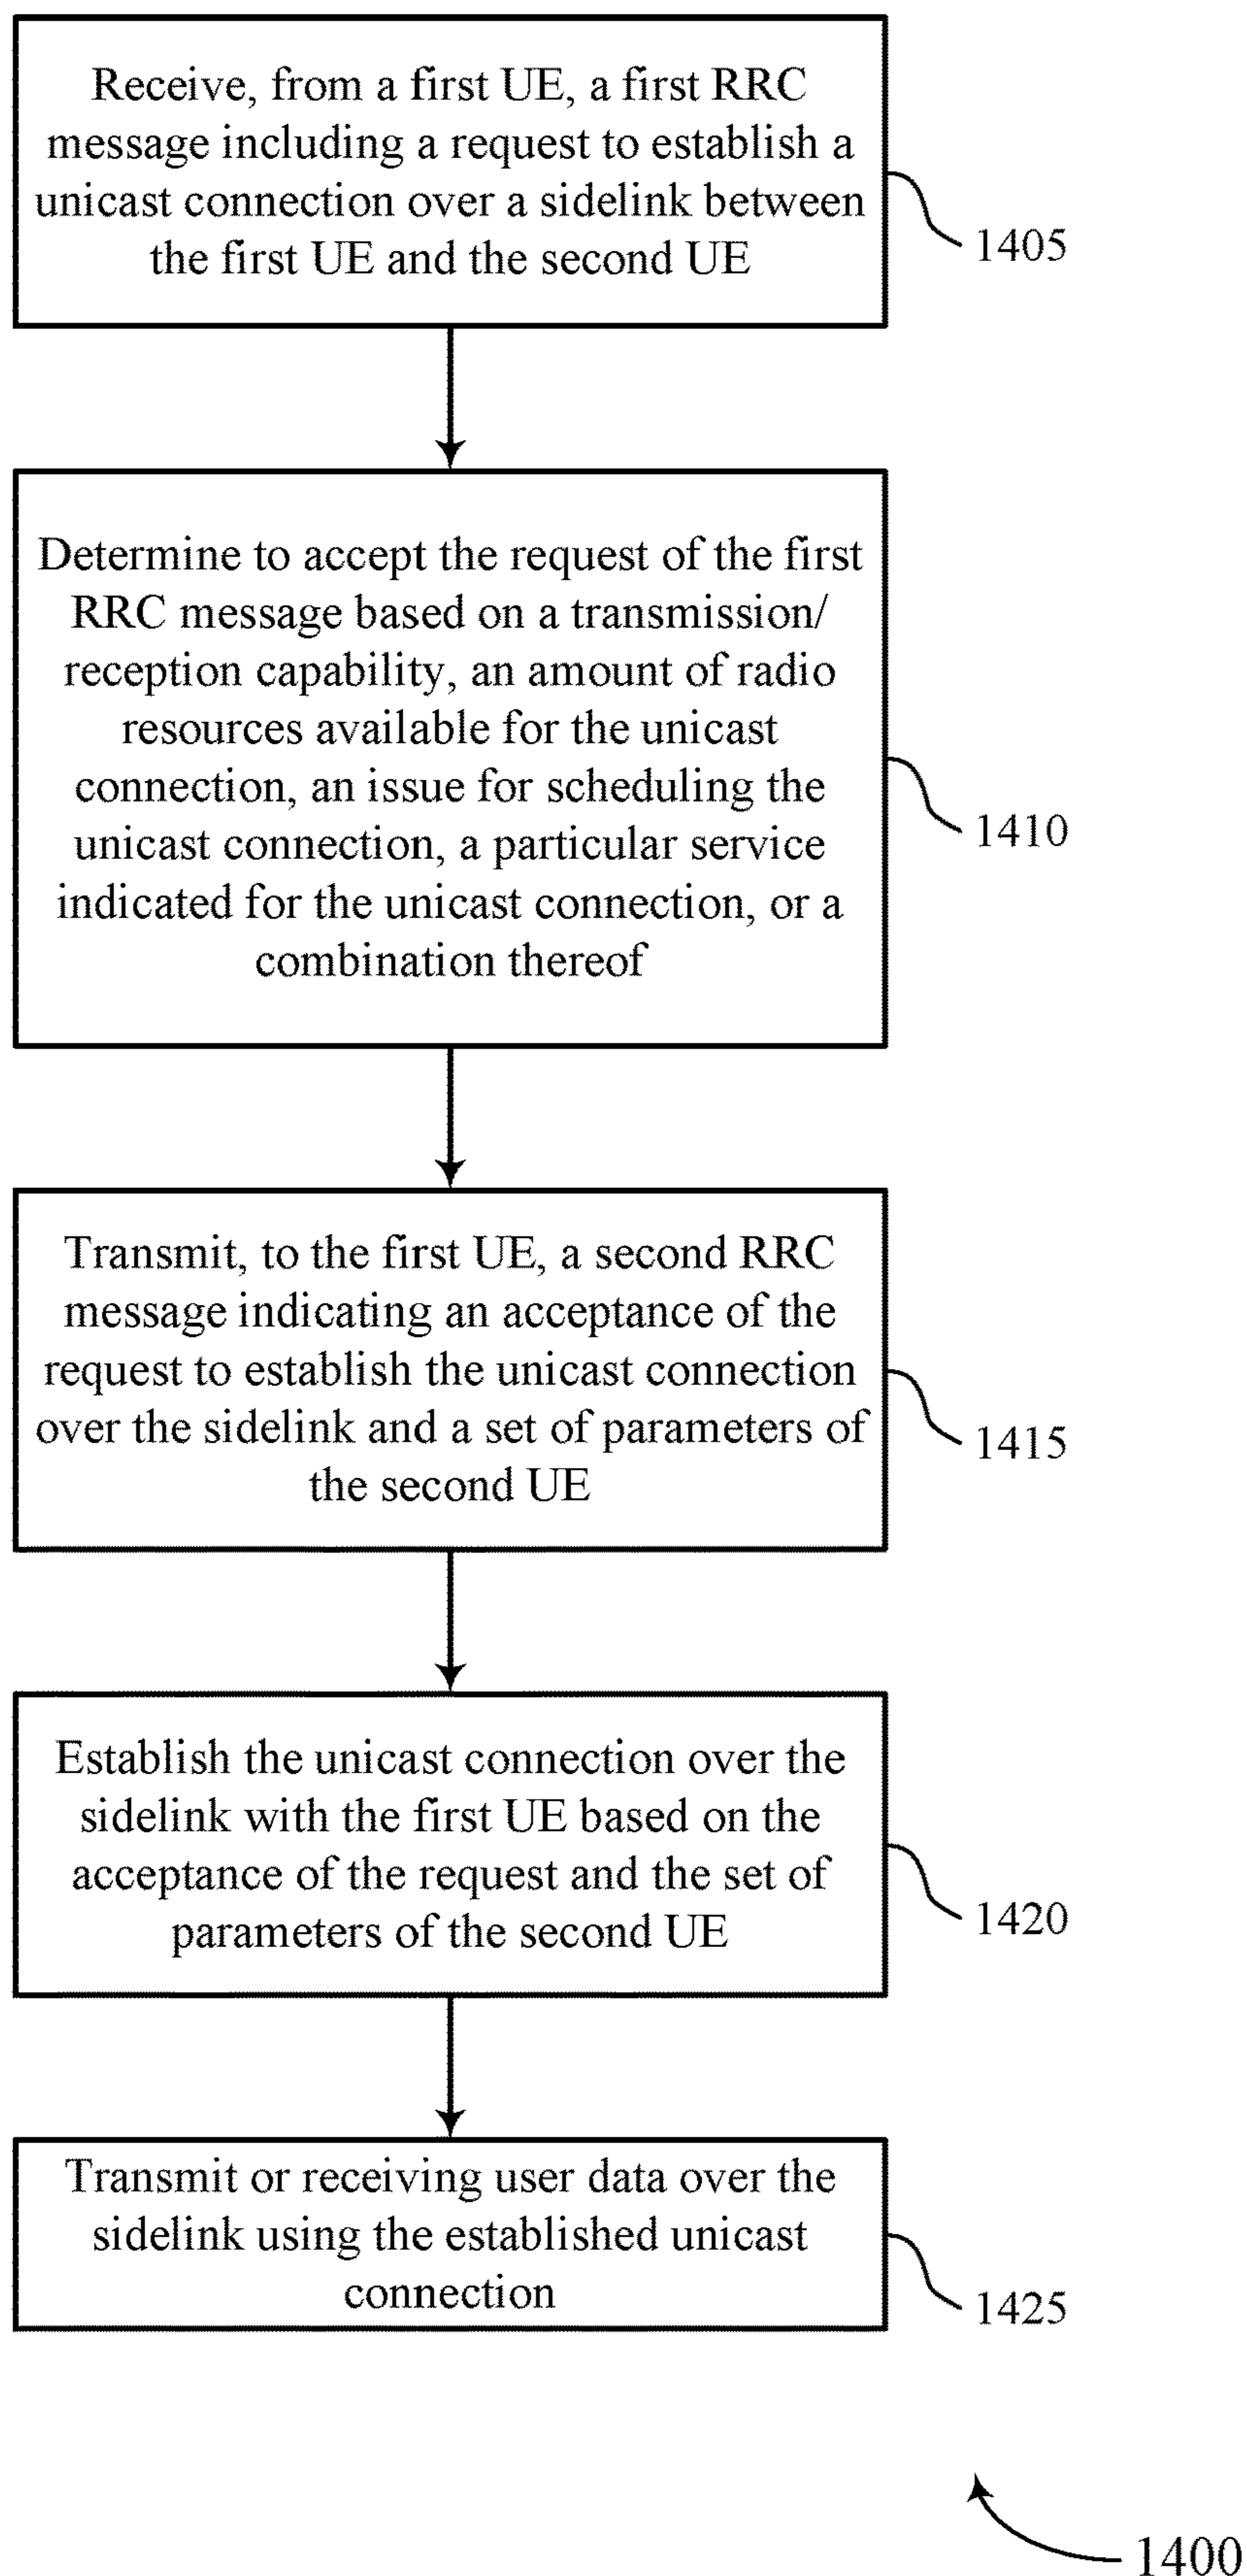 Receive, from a first UE, a first RRC
message including a request to establish a
unicast connection over a sidelink between
the first UE and the second UE
1405
Determine to accept the request of the first
RRC message based on a transmission/
reception capability, an amount of radio
resources available for the unicast
connection, an issue for scheduling the
unicast connection, a particular service
indicated for the unicast connection, or a
combination thereof
1410
Transmit, to the first UE, a second RRC
message indicating an acceptance of the
request to establish the unicast connection
over the sidelink and a set of parameters of
the second UE
1415
Establish the unicast connection over the
sidelink with the first UE based on the
acceptance of the request and the set of
parameters of the second UE
1420
Transmit or receiving user data over the
sidelink using the established unicast
connection
1425
1400